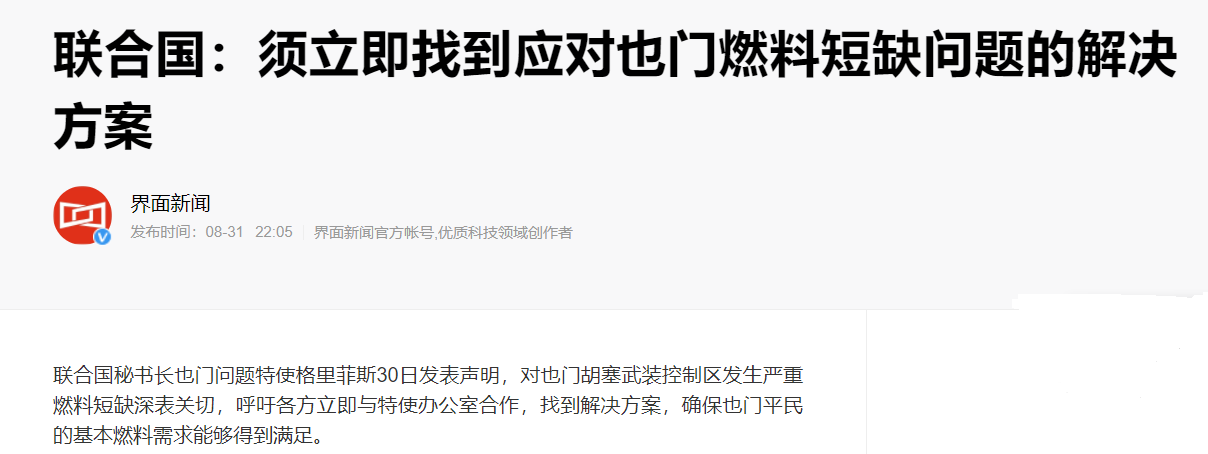 联合国：须立即找到应对也门燃料短缺问题的解决
方案
界面新闻
发布时间：08-31 22:05 界面新闻官方帐号,优质科技领域创作者
联合国秘书长也门问题特使格里菲斯30日发表声明，对也门胡塞武装控制区发生严重
燃料短缺深表关切，呼吁各方立即与特使办公室合作，找到解决方案，确保也门平民
的基本燃料需求能够得到满足。